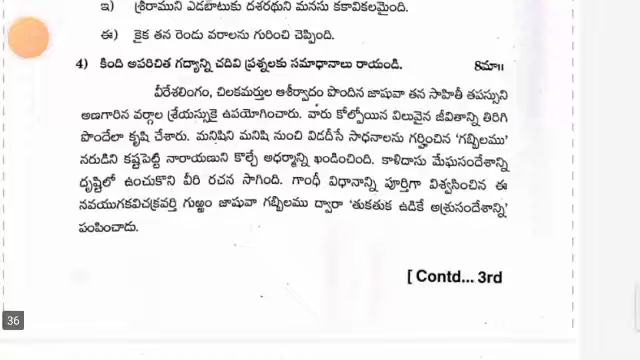 ఇ) శ్రీరాముని ఎడబాటుకు దశరథుని మనసు కకావికలమైంది.
ఈ) కైక తన రెండు వరాలను గురించి చెప్పింది.
4) కింది అపరిచిత గద్యాన్ని చదివి ప్రశ్నలకు సమాధానాలు రాయండి. 8మా॥
వీరేశలింగం, చిలకమర్తుల ఆశీర్వాదం పొందిన జాషువా తన సాహితీ తపస్సుని
అణగారిన వర్గాల శ్రేయస్సుకై ఉపయోగించారు. వారు కోల్పోయిన విలువైన జీవితాన్ని తిరిగి
పొందేలా కృషి చేశారు. మనిషిని మనిషి నుంచి విడదీసే సాధనాలను గర్హించిన ‘గబ్బిలము’
నరుడిని కష్టపెట్టి నారాయణుని కొల్చే అధర్మాన్ని ఖండించింది. కాళిదాసు మేఘసందేశాన్ని
దృష్టిలో ఉంచుకొని వీరి రచన సాగింది. గాంధీ విధానాన్ని పూర్తిగా విశ్వసించిన ఈ
నవయుగకవిచక్రవర్తి గుఱ్ఱం జాషువా గబ్బిలము ద్వారా ‘తుకతుక ఉడికే అశ్రుసందేశాన్ని’
పంపించాడు.
[ Contd... 3rd
36